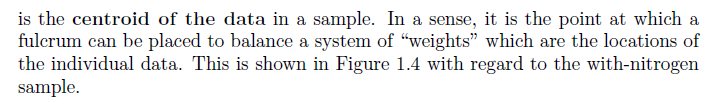 is the centroid of the data in a sample. In a sense, it is the point at which a
fulcrum can be placed to balance a system of “weights” which are the locations of
the individual data. This is shown in Figure 1.4 with regard to the with-nitrogen
sample.